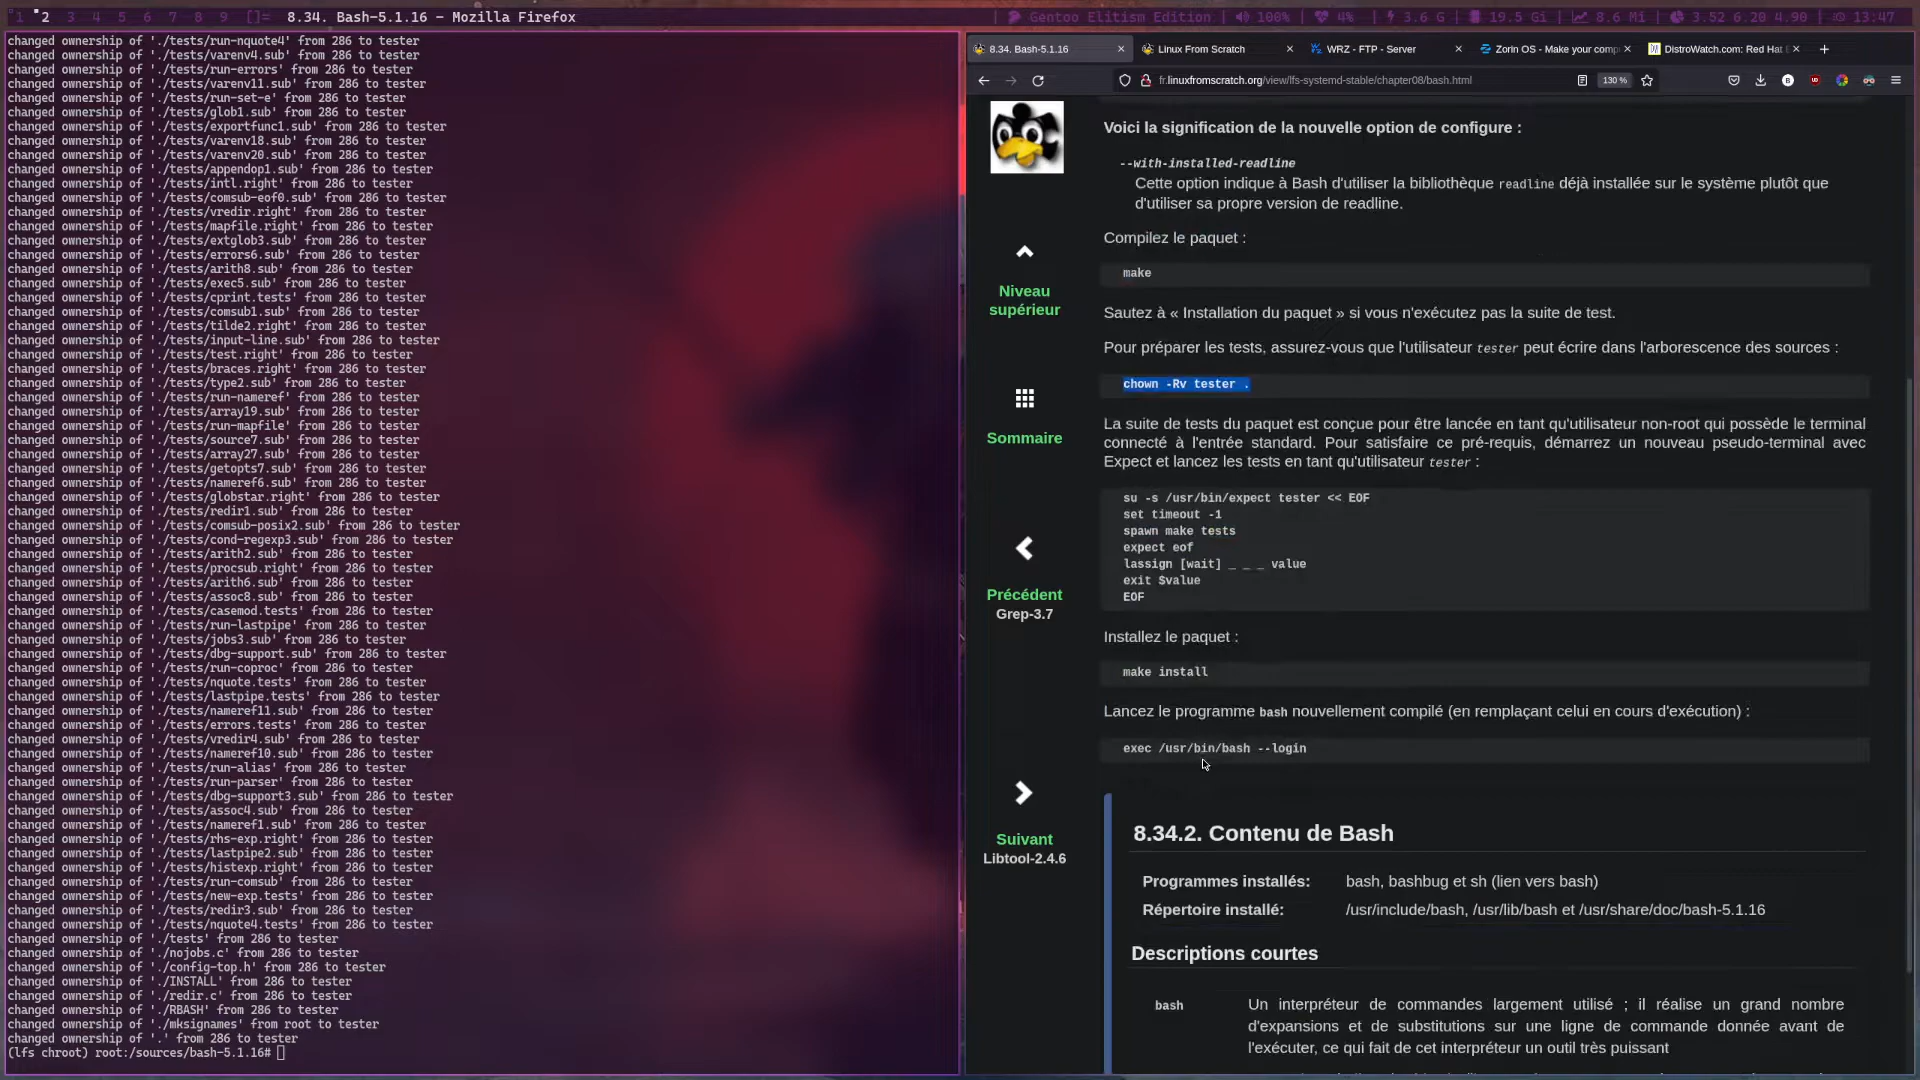 1 2 3 4 5 6 7 8 9 []= 8.34. Bash-5.1.16 - Mozilla Firefox
Gentoo Elitism Edition 100% 4% 3.6 G 19.5 Gi 8.6 Mi 3.52 6.20 4.90 13:47
changed ownership of './tests/run-nquote4' from 286 to tester
changed ownership of './tests/varenv4.sub' from 286 to tester
changed ownership of './tests/run-errors' from 286 to tester
changed ownership of './tests/varenv11.sub' from 286 to tester
changed ownership of './tests/run-set-e' from 286 to tester
changed ownership of './tests/glob1.sub' from 286 to tester
changed ownership of './tests/exportfunc1.sub' from 286 to tester
changed ownership of './tests/varenv18.sub' from 286 to tester
changed ownership of './tests/varenv20.sub' from 286 to tester
changed ownership of './tests/appendop1.sub' from 286 to tester
changed ownership of './tests/intl.right' from 286 to tester
changed ownership of './tests/comsub-eof0.sub' from 286 to tester
changed ownership of './tests/vredir.right' from 286 to tester
changed ownership of './tests/mapfile.right' from 286 to tester
changed ownership of './tests/extglob3.sub' from 286 to tester
changed ownership of './tests/errors6.sub' from 286 to tester
changed ownership of './tests/arith8.sub' from 286 to tester
changed ownership of './tests/exec5.sub' from 286 to tester
changed ownership of './tests/cprint.tests' from 286 to tester
changed ownership of './tests/comsub1.sub' from 286 to tester
changed ownership of './tests/tilde2.right' from 286 to tester
changed ownership of './tests/input-line.sub' from 286 to tester
changed ownership of './tests/test.right' from 286 to tester
changed ownership of './tests/braces.right' from 286 to tester
changed ownership of './tests/type2.sub' from 286 to tester
changed ownership of './tests/run-nameref' from 286 to tester
changed ownership of './tests/array19.sub' from 286 to tester
changed ownership of './tests/run-mapfile' from 286 to tester
changed ownership of './tests/source7.sub' from 286 to tester
changed ownership of './tests/array27.sub' from 286 to tester
changed ownership of './tests/getopts7.sub' from 286 to tester
changed ownership of './tests/nameref6.sub' from 286 to tester
changed ownership of './tests/globstar.right' from 286 to tester
changed ownership of './tests/redir1.sub' from 286 to tester
changed ownership of './tests/comsub-posix2.sub' from 286 to tester
changed ownership of './tests/cond-regexp3.sub' from 286 to tester
changed ownership of './tests/arith2.sub' from 286 to tester
changed ownership of './tests/procsub.right' from 286 to tester
changed ownership of './tests/arith6.sub' from 286 to tester
changed ownership of './tests/assoc8.sub' from 286 to tester
changed ownership of './tests/casemod.tests' from 286 to tester
changed ownership of './tests/run-lastpipe' from 286 to tester
changed ownership of './tests/jobs3.sub' from 286 to tester
changed ownership of './tests/dbg-support.sub' from 286 to tester
changed ownership of './tests/run-coproc' from 286 to tester
changed ownership of './tests/nquote.tests' from 286 to tester
changed ownership of './tests/lastpipe.tests' from 286 to tester
changed ownership of './tests/nameref11.sub' from 286 to tester
changed ownership of './tests/errors.tests' from 286 to tester
changed ownership of './tests/vredir4.sub' from 286 to tester
changed ownership of './tests/nameref10.sub' from 286 to tester
changed ownership of './tests/run-alias' from 286 to tester
changed ownership of './tests/run-parser' from 286 to tester
changed ownership of './tests/dbg-support3.sub' from 286 to tester
changed ownership of './tests/assoc4.sub' from 286 to tester
changed ownership of './tests/nameref1.sub' from 286 to tester
changed ownership of './tests/rhs-exp.right' from 286 to tester
changed ownership of './tests/lastpipe2.sub' from 286 to tester
changed ownership of './tests/histexp.right' from 286 to tester
changed ownership of './tests/run-comsub' from 286 to tester
changed ownership of './tests/new-exp.tests' from 286 to tester
changed ownership of './tests/redir3.sub' from 286 to tester
changed ownership of './tests/nquote4.tests' from 286 to tester
changed ownership of './tests' from 286 to tester
changed ownership of './nojobs.c' from 286 to tester
changed ownership of './config-top.h' from 286 to tester
changed ownership of './INSTALL' from 286 to tester
changed ownership of './redir.c' from 286 to tester
changed ownership of './RBASH' from 286 to tester
changed ownership of './mksignames' from root to tester
changed ownership of '.' from 286 to tester
(lfs chroot) root:/sources/bash-5.1.16#
8.34. Bash-5.1.16
Linux From Scratch
WRZ - FTP - Server
Zorin OS - Make your comp
DistroWatch.com: Red Hat
fr.linuxfromscratch.org/view/lfs-systemd-stable/chapter08/bash.html
130 %
Niveau
supérieur
Sommaire
Précédent
Grep-3.7
Suivant
Libtool-2.4.6
Voici la signification de la nouvelle option de configure :
--with-installed-readline
Cette option indique à Bash d'utiliser la bibliothèque readline déjà installée sur le système plutôt que
d'utiliser sa propre version de readline.
Compilez le paquet :
make
Sautez à « Installation du paquet » si vous n'exécutez pas la suite de test.
Pour préparer les tests, assurez-vous que l'utilisateur tester peut écrire dans l'arborescence des sources :
chown -Rv tester .
La suite de tests du paquet est conçue pour être lancée en tant qu'utilisateur non-root qui possède le terminal
connecté à l'entrée standard. Pour satisfaire ce pré-requis, démarrez un nouveau pseudo-terminal avec
Expect et lancez les tests en tant qu'utilisateur tester :
su -s /usr/bin/expect tester << EOF
set timeout -1
spawn make tests
expect eof
lassign [wait] _ _ _ value
exit $value
EOF
Installez le paquet :
make install
Lancez le programme bash nouvellement compilé (en remplaçant celui en cours d'exécution) :
exec /usr/bin/bash --login
8.34.2. Contenu de Bash
Programmes installés: bash, bashbug et sh (lien vers bash)
Répertoire installé: /usr/include/bash, /usr/lib/bash et /usr/share/doc/bash-5.1.16
Descriptions courtes
bash Un interpréteur de commandes largement utilisé ; il réalise un grand nombre
d'expansions et de substitutions sur une ligne de commande donnée avant de
l'exécuter, ce qui fait de cet interpréteur un outil très puissant